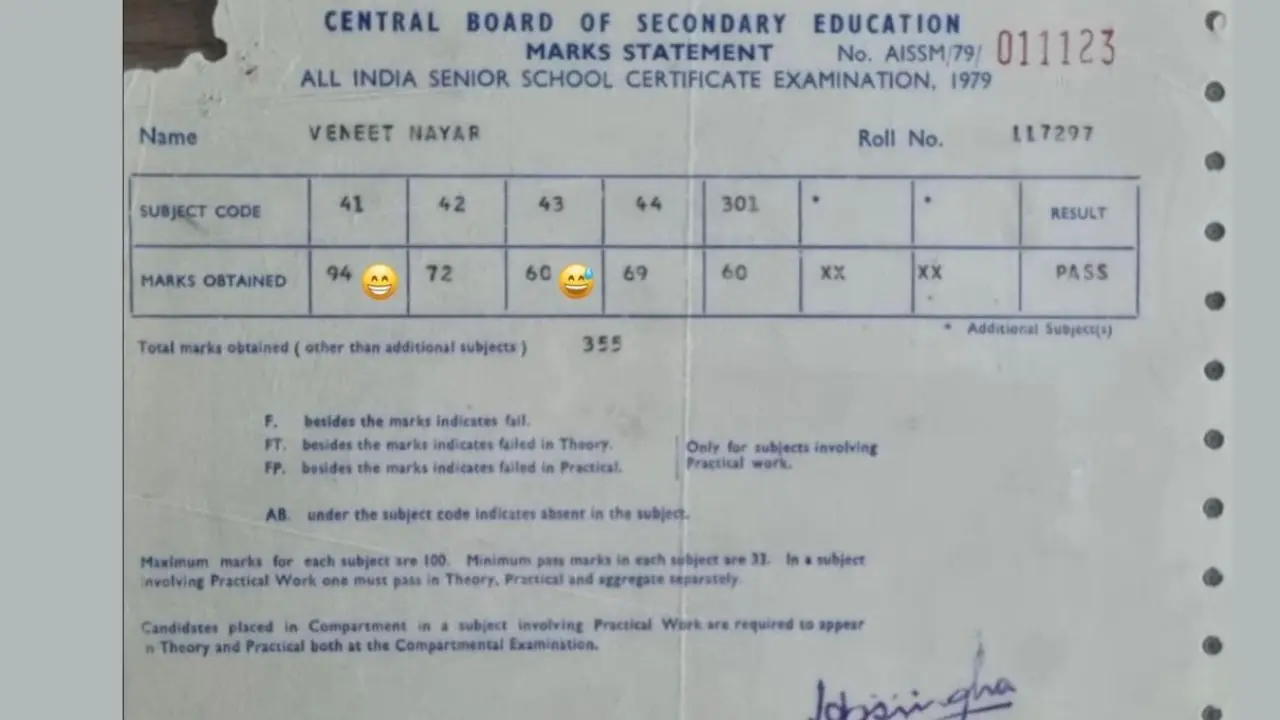 CENTRAL BOARD OF SECONDARY EDUCATION
MARKS STATEMENT No. AISSM/79/ 011123
ALL INDIA SENIOR SCHOOL CERTIFICATE EXAMINATION, 1979
Name VENEET NAYAR Roll No. 117297
SUBJECT CODE 41 42 43 44 301 * * RESULT
MARKS OBTAINED 94 72 60 69 60 XX XX PASS
* Additional Subject(s)
Total marks obtained ( other than additional subjects ) 355
F. besides the marks indicates fail.
FT. besides the marks indicates failed in Theory.
FP. besides the marks indicates failed in Practical.
Only for subjects involving
Practical work.
AB. under the subject code indicates absent in the subject.
Maximum marks for each subject are 100. Minimum pass marks in each subject are 33. In a subject
involving Practical Work one must pass in Theory, Practical and aggregate separately.
Candidates placed in Compartment in a subject involving Practical Work are required to appear
n Theory and Practical both at the Compartmental Examination.